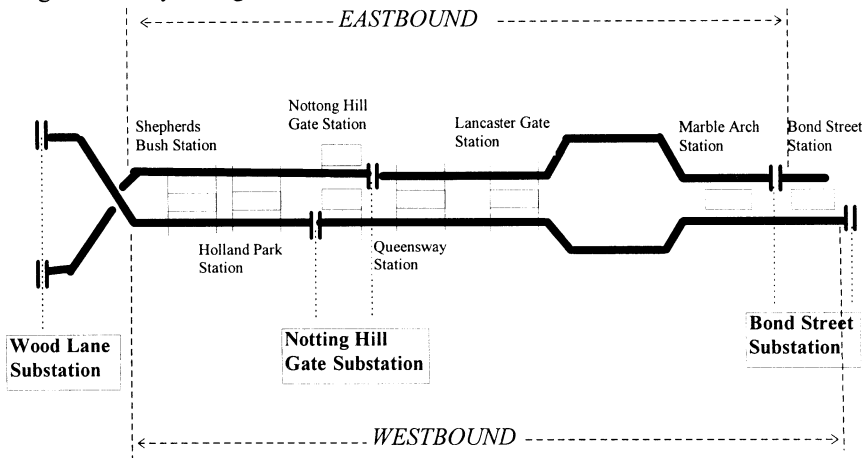 EASTBOUND
Shepherds
Bush Station
Nottong Hill
Gate Station
Lancaster Gate
Station
Marble Arch
Station
Bond Street
Station
Holland Park
Station
Queensway
Station
Wood Lane
Substation
Notting Hill
Gate Substation
Bond Street
Substation
WESTBOUND